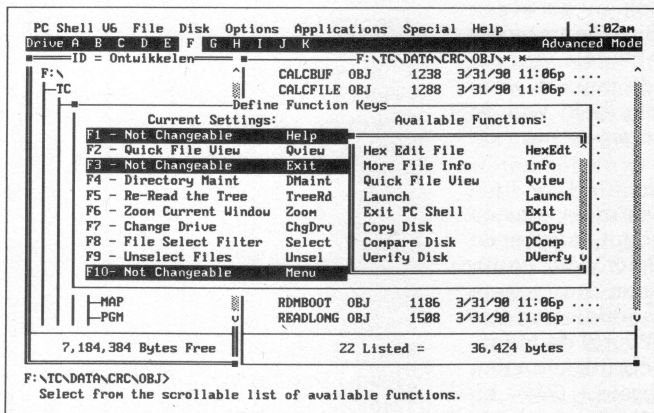 PC Shell V6 File Disk Options Applications Special Help 1:02am
Drive A B C D E F G H I J K Advanced Mode
ID = Ontwikkelen F:\TC\DATA\CRC\OBJ\*.*
F:\ CALCBUF OBJ 1238 3/31/90 11:06p ....
TC CALCFILE OBJ 1288 3/31/90 11:06p ....
Define Function Keys
Current Settings: Available Functions:
F1 - Not Changeable Help
F2 - Quick File View Qview Hex Edit File HexEdt
F3 - Not Changeable Exit More File Info Info
F4 - Directory Maint DMaint Quick File View Qview
F5 - Re-Read the Tree TreeRd Launch Launch
F6 - Zoom Current Window Zoom Exit PC Shell Exit
F7 - Change Drive ChgDrv Copy Disk DCopy
F8 - File Select Filter Select Compare Disk DComp
F9 - Unselect Files Unsel Verify Disk DVerfy
F10- Not Changeable Menu
MAP RDMBOOT OBJ 1186 3/31/90 11:06p ....
PGM READLONG OBJ 1508 3/31/90 11:06p ....
7,184,384 Bytes Free 22 Listed = 36,424 bytes
F:\TC\DATA\CRC\OBJ>
Select from the scrollable list of available functions.